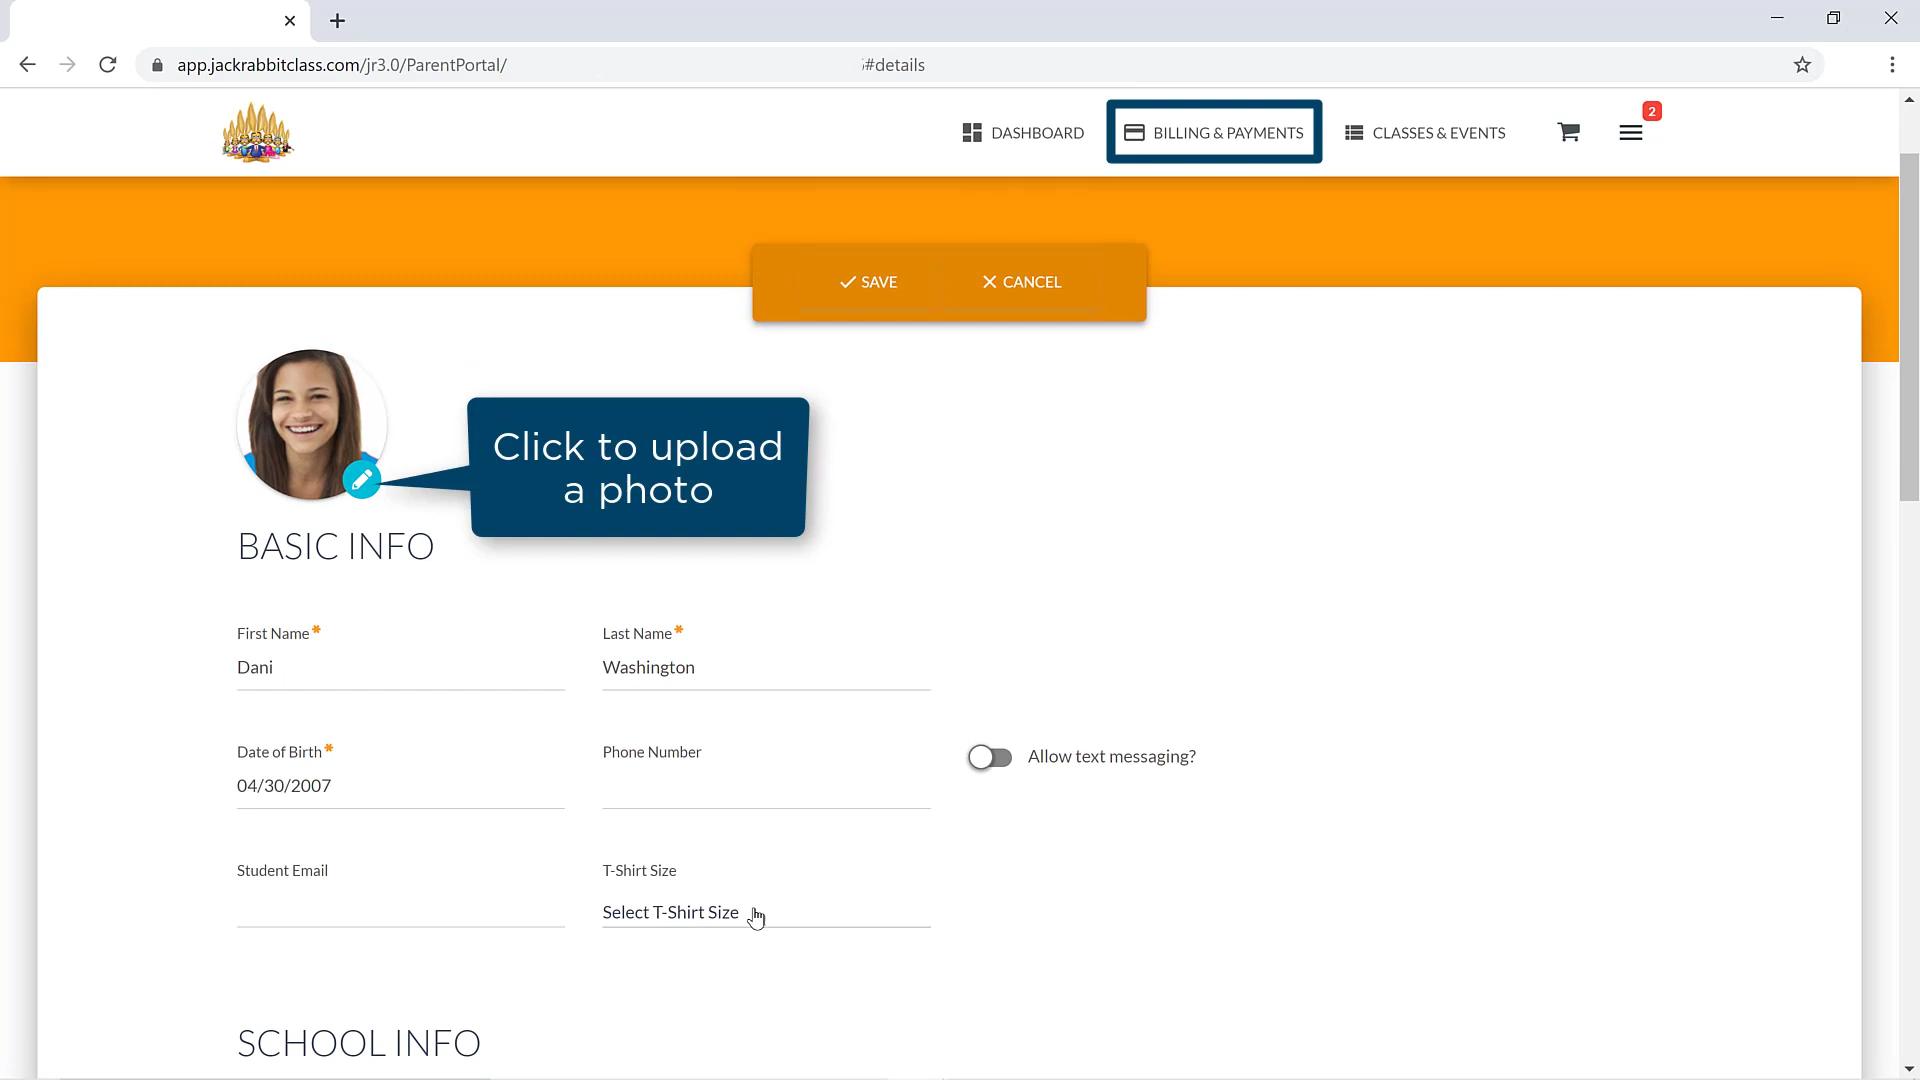 app.jackrabbitclass.com/jr3.0/ParentPortal/
#details
DASHBOARD
BILLING & PAYMENTS
CLASSES & EVENTS
2
SAVE
CANCEL
Click to upload
a photo
BASIC INFO
First Name*
Last Name*
Dani
Washington
Date of Birth*
Phone Number
Allow text messaging?
04/30/2007
Student Email
T-Shirt Size
Select T-Shirt Size
SCHOOL INFO